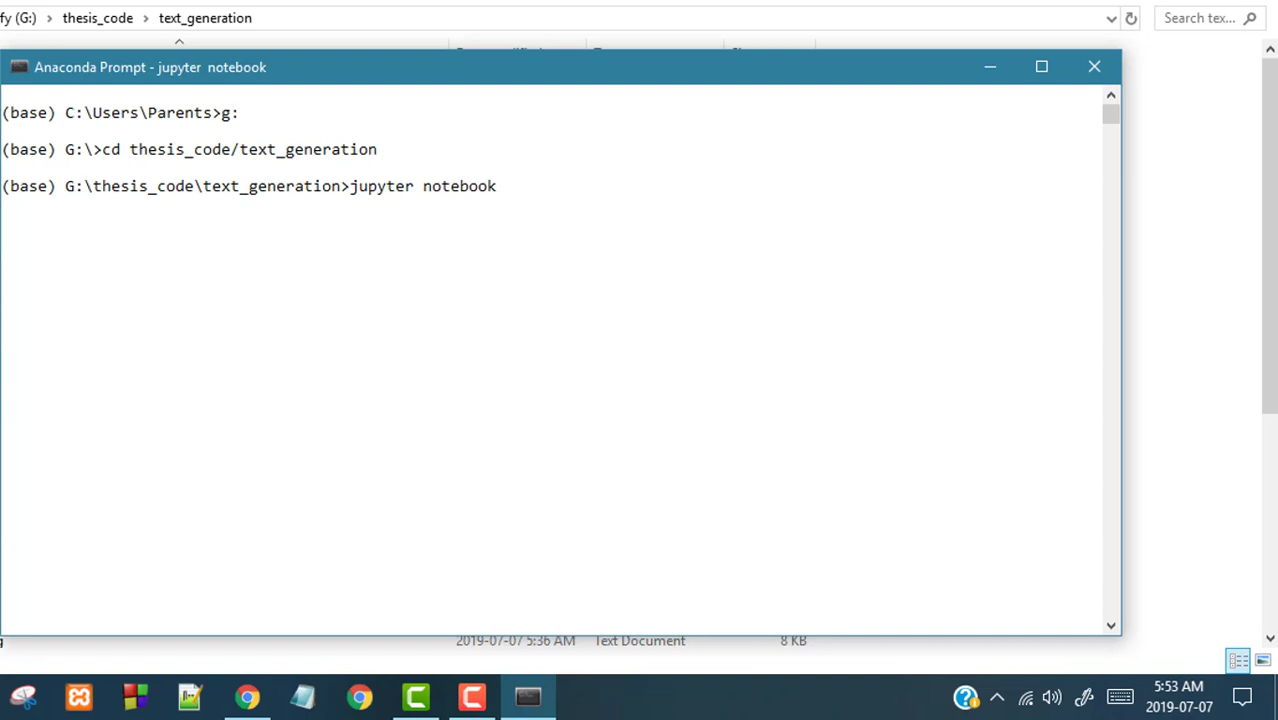 fy (G:) › thesis_code › text_generation
Search tex...
Anaconda Prompt - jupyter notebook
(base) C:\Users\Parents>g:
(base) G:\>cd thesis_code/text_generation
(base) G:\thesis_code\text_generation>jupyter notebook
2019-07-07 5:36 AM Text Document 8 KB
5:53 AM
2019-07-07